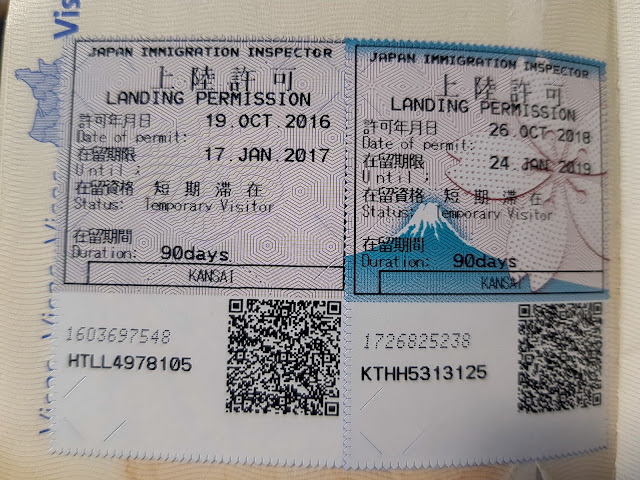 Vis
JAPAN IMMIGRATION INSPECTOR
上陸許可
LANDING PERMISSION
許可年月日 19.OCT.2016
Date of permit:
在留期限 17.JAN.2017
Until ;
在留資格 短期滞在
Status: Temporary Visitor
在留期間
Duration: 90days
KANSAI
1603697548
HTLL4978105
JAPAN IMMIGRATION INSPECTOR
上陸許可
LANDING PERMISSION
許可年月日 26.OCT.2018
Date of permit:
在留期限 24.JAN.2019
Until ;
在留資格 短期滞在
Status: Temporary Visitor
在留期間
Duration: 90days
KANSAI
1726825238
KTHH5313125